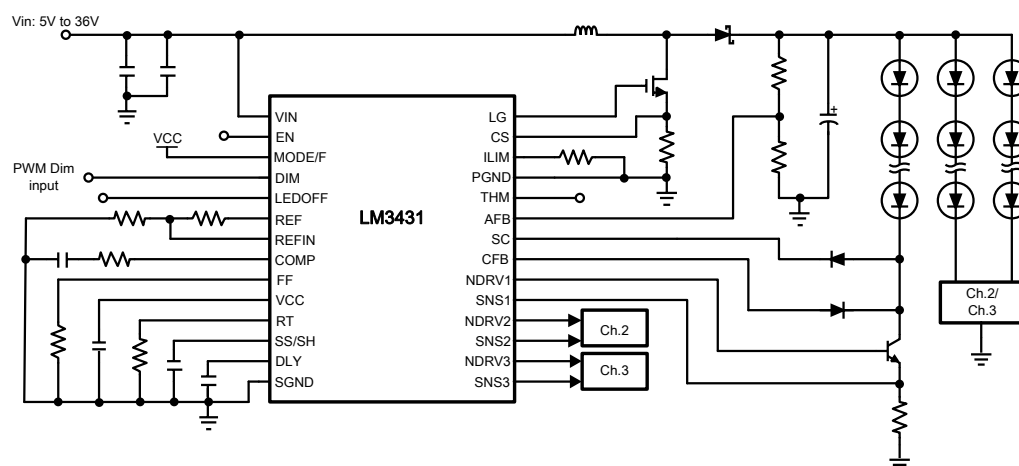 Vin: 5V to 36V
VCC
PWM Dim
input
LM3431
VIN
EN
MODE/F
DIM
LEDOFF
REF
REFIN
COMP
FF
VCC
RT
SS/SH
DLY
SGND
LG
CS
ILIM
PGND
THM
AFB
SC
CFB
NDRV1
SNS1
NDRV2
SNS2
NDRV3
SNS3
Ch.2
Ch.3
+
Ch.2/
Ch.3